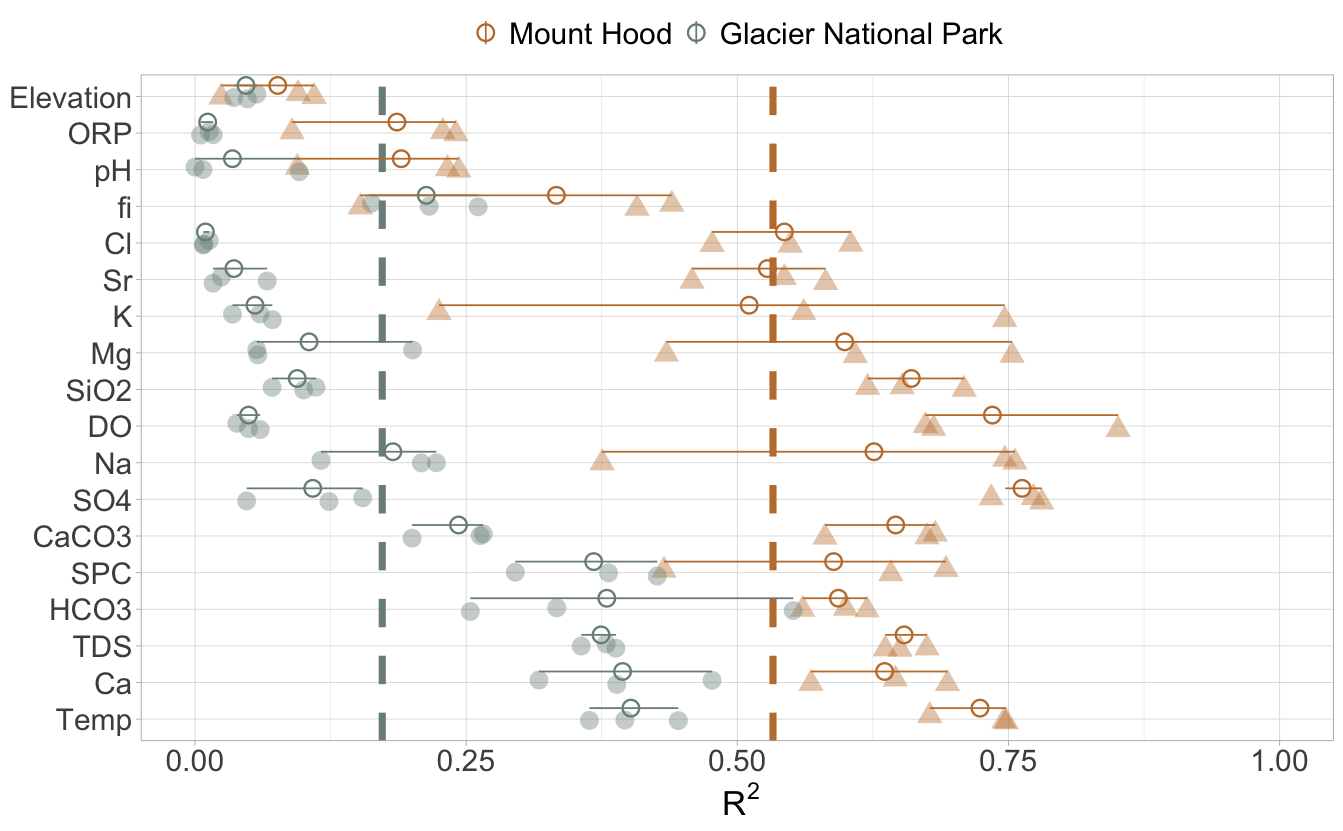 Mount Hood Glacier National Park
Elevation
ORP
pH
fi
Cl
Sr
K
Mg
SiO2
DO
Na
SO4
CaCO3
SPC
HCO3
TDS
Ca
Temp
0.00 0.25 0.50 0.75 1.00
R²